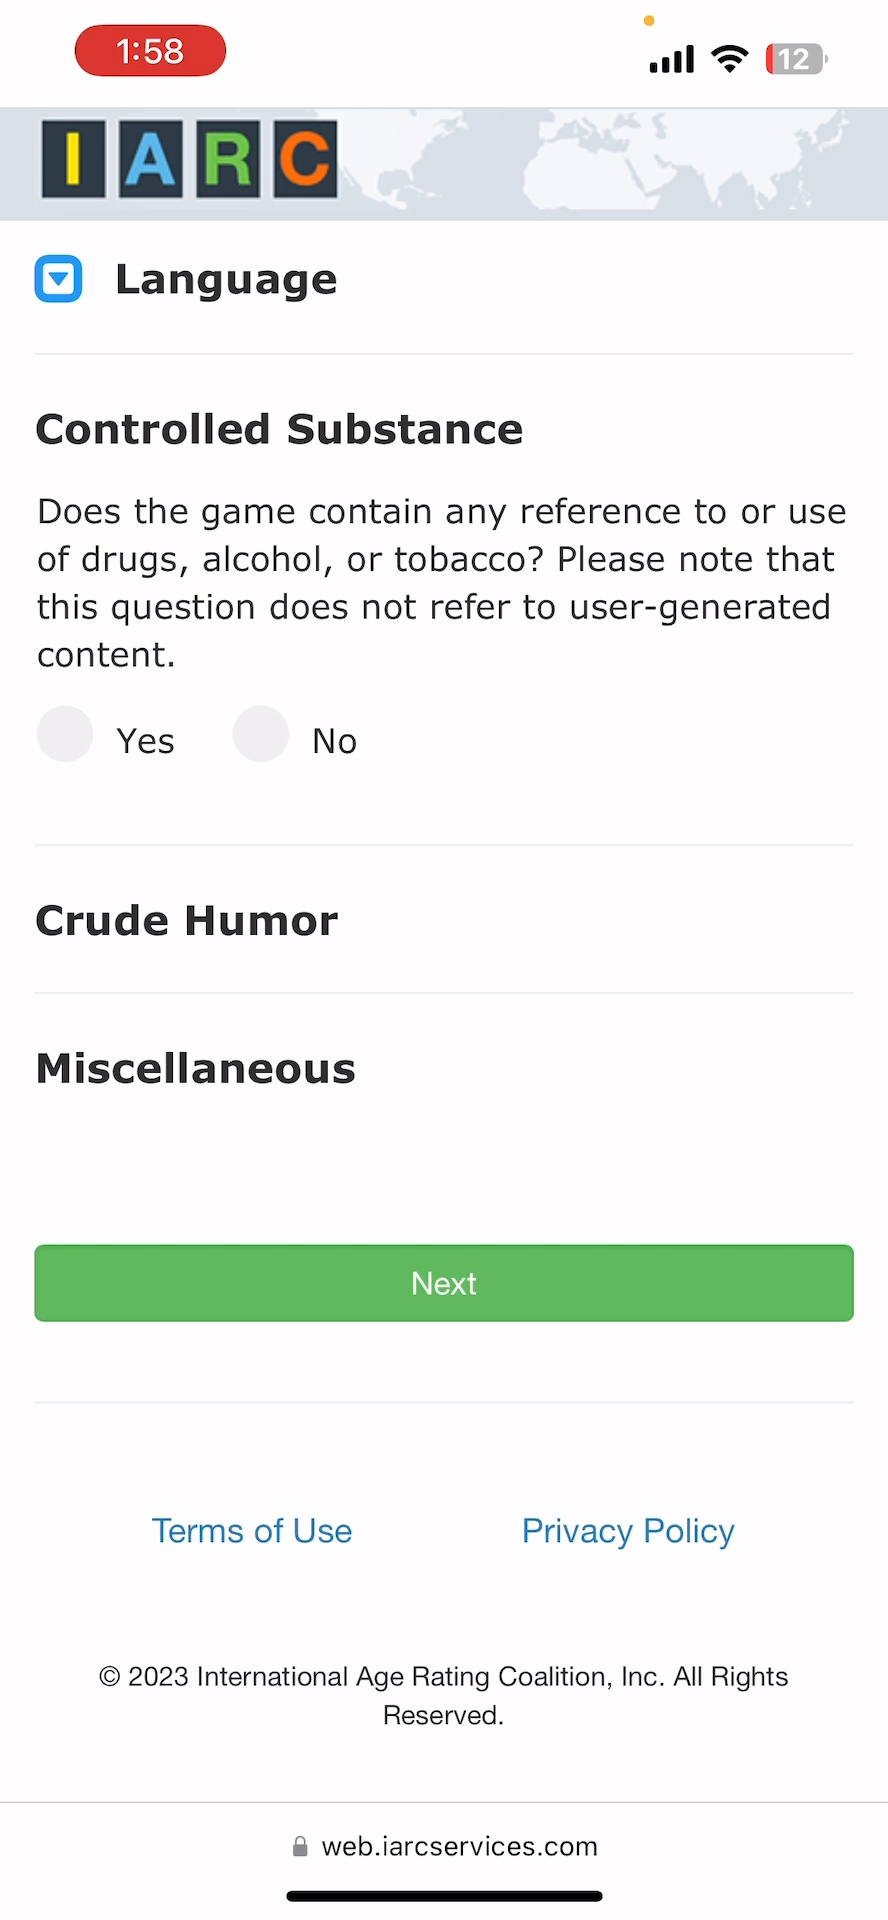 1:58
12
IARC
Language
Controlled Substance
Does the game contain any reference to or use
of drugs, alcohol, or tobacco? Please note that
this question does not refer to user-generated
content.
Yes No
Crude Humor
Miscellaneous
Next
Terms of Use Privacy Policy
© 2023 International Age Rating Coalition, Inc. All Rights
Reserved.
web.iarcservices.com